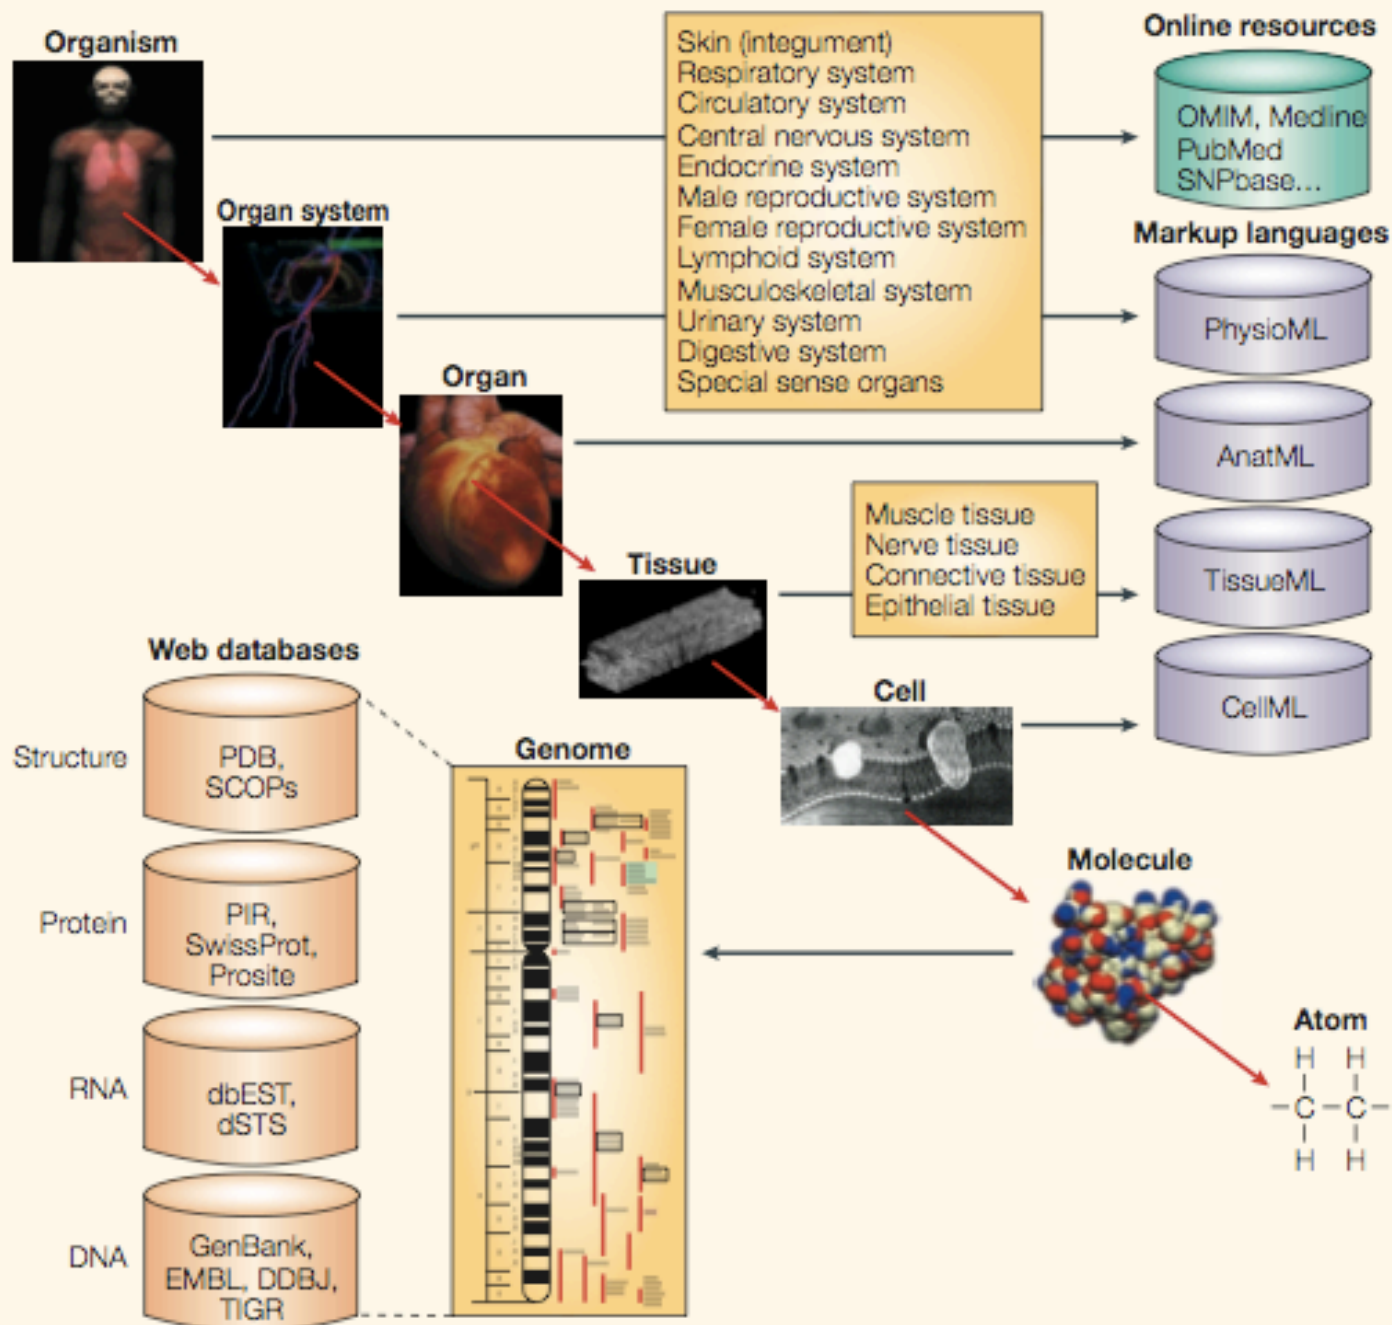 Organism
Organ system
Organ
Tissue
Cell
Molecule
Atom
H H
–C–C–
H H
Skin (integument)
Respiratory system
Circulatory system
Central nervous system
Endocrine system
Male reproductive system
Female reproductive system
Lymphoid system
Musculoskeletal system
Urinary system
Digestive system
Special sense organs
Muscle tissue
Nerve tissue
Connective tissue
Epithelial tissue
Online resources
OMIM, Medline
PubMed
SNPbase...
Markup languages
PhysioML
AnatML
TissueML
CellML
Web databases
Structure
PDB,
SCOPs
Protein
PIR,
SwissProt,
Prosite
RNA
dbEST,
dSTS
DNA
GenBank,
EMBL, DDBJ,
TIGR
Genome